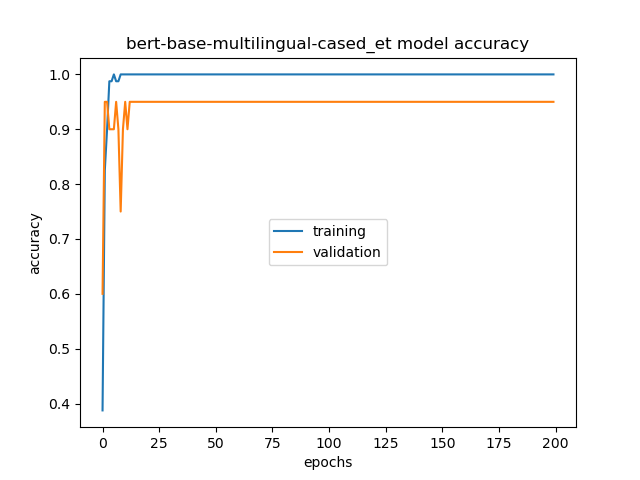 bert-base-multilingual-cased_et model accuracy
1.0
0.9
0.8
0.7
0.6
0.5
0.4
accuracy
training
validation
0 25 50 75 100 125 150 175 200
epochs